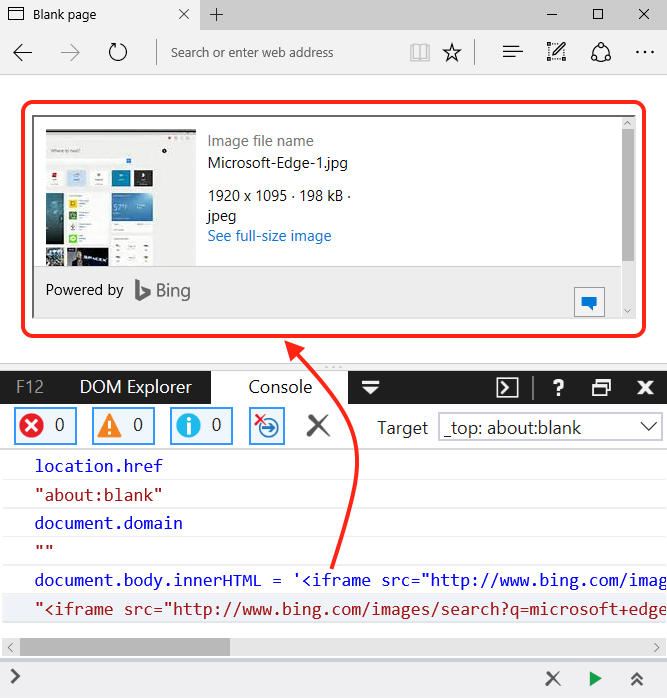 Blank page
Search or enter web address
Where to next?
Image file name
Microsoft-Edge-1.jpg
1920 x 1095 · 198 kB ·
jpeg
See full-size image
Powered by Bing
F12 DOM Explorer Console
0 0 0 Target _top: about:blank
location.href
"about:blank"
document.domain
""
document.body.innerHTML = '<iframe src="http://www.bing.com/imag
"<iframe src="http://www.bing.com/images/search?q=microsoft+edge